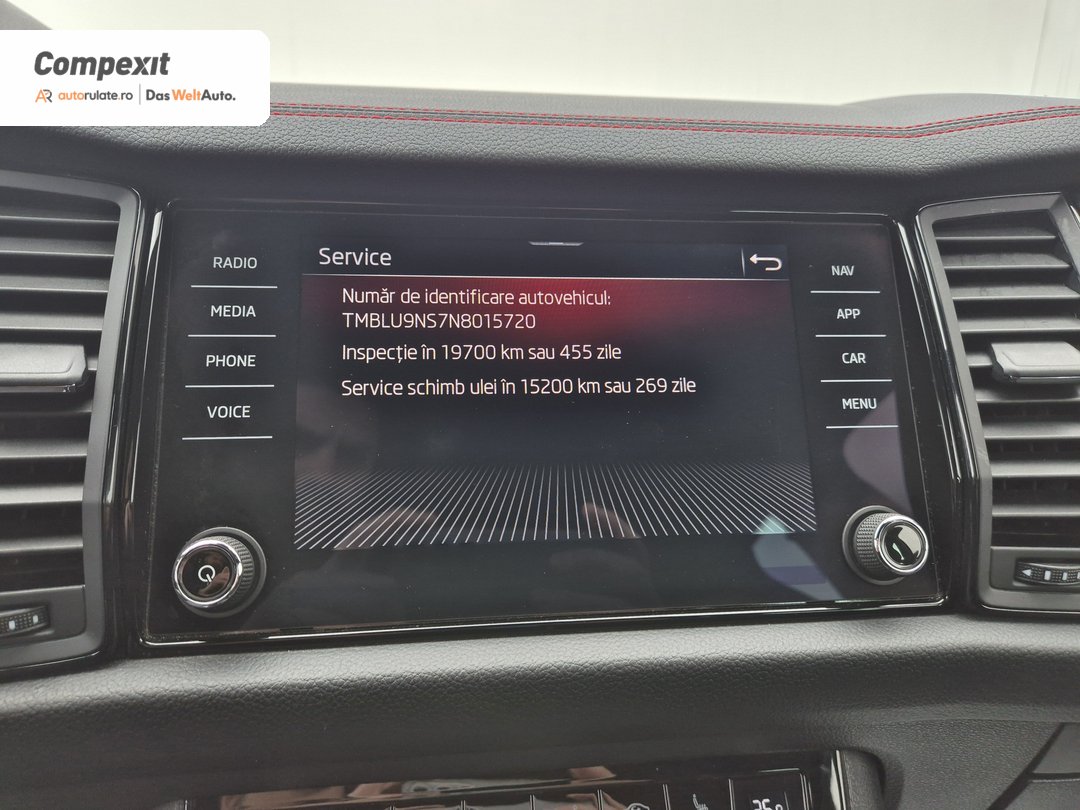 Compexit
AR autorulate.ro | Das WeltAuto.
Service
RADIO
MEDIA
PHONE
VOICE
Număr de identificare autovehicul:
TMBLU9NS7N8015720
Inspecție în 19700 km sau 455 zile
Service schimb ulei în 15200 km sau 269 zile
NAV
APP
CAR
MENU